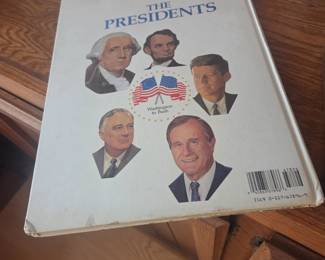 THE
PRESIDENTS
Washington
to Bush